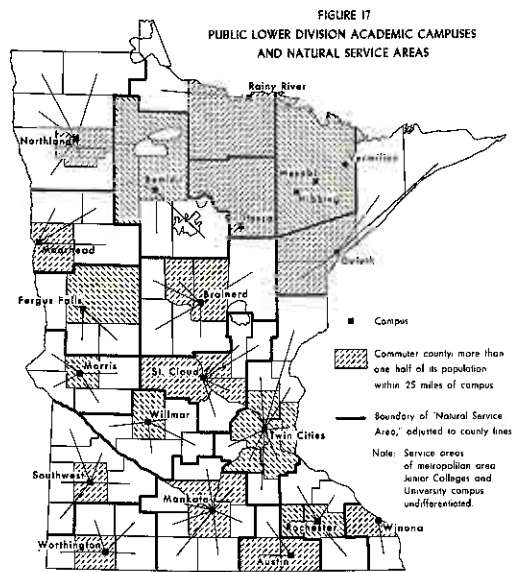 FIGURE 17
PUBLIC LOWER DIVISION ACADEMIC CAMPUSES
AND NATURAL SERVICE AREAS
Rainy River
Northland
Vermilion
Mesabi
Hibbing
Bemidji
Itasca
Moorhead
Duluth
Fergus Falls
Brainerd
Campus
Morris
St. Cloud
Commuter county more than
one half of its population
within 25 miles of campus
Willmar
Twin Cities
Boundary of "Natural Service
Area," adjusted to county lines
Note: Service areas
of metropolitan area
Junior Colleges and
University campus
undifferentiated.
Southwest
Mankato
Rochester
Winona
Worthington
Austin